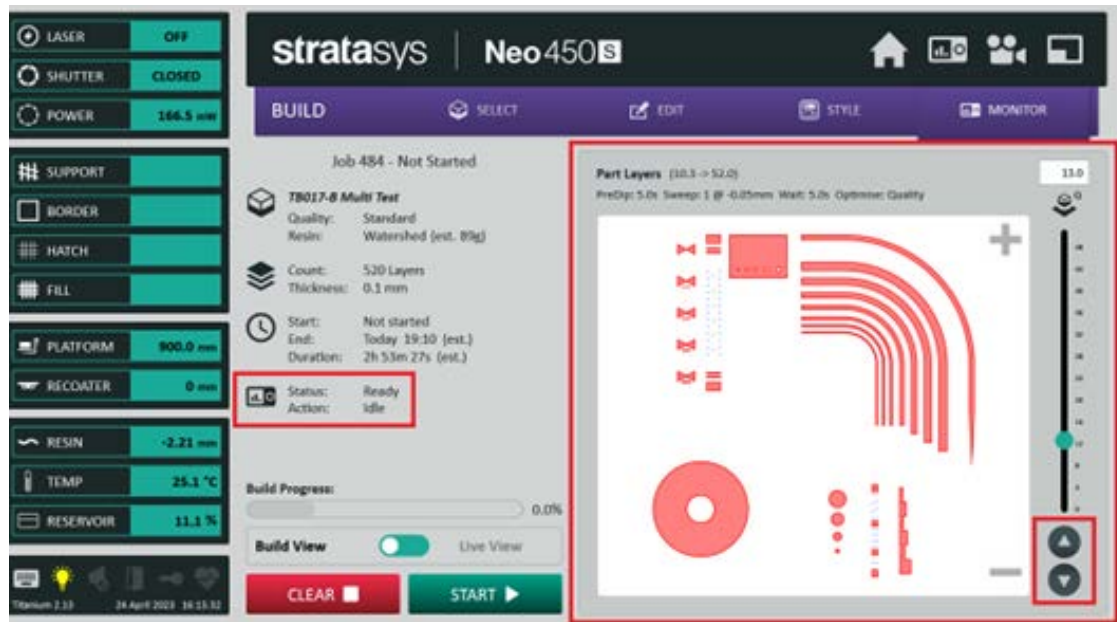 LASER OFF
SHUTTER CLOSED
POWER 166.5 mW
SUPPORT
BORDER
HATCH
FILL
PLATFORM 900.0 mm
RECOATER 0 mm
RESIN -2.21 mm
TEMP 25.1 °C
RESERVOIR 11.1 %
Titanium 2.13 24 April 2023 16:15:32
stratasys Neo450S
BUILD SELECT EDIT STYLE MONITOR
Job 484 - Not Started
TB017-B Multi Test
Quality: Standard
Resin: Watershed (est. 89g)
Count: 520 Layers
Thickness: 0.1 mm
Start: Not started
End: Today 19:10 (est.)
Duration: 2h 53m 27s (est.)
Status: Ready
Action: Idle
Build Progress:
0.0%
Build View Live View
CLEAR START
Part Layers (10.3 -> 52.0)
13.0
PreDip: 5.0s Sweep: 1 @ -0.05mm Wait: 5.0s Optimise: Quality